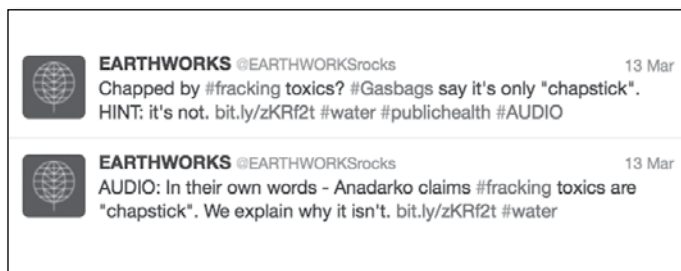 EARTHWORKS @EARTHWORKSrocks 13 Mar
Chapped by #fracking toxics? #Gasbags say it's only "chapstick".
HINT: it's not. bit.ly/zKRf2t #water #publichealth #AUDIO
EARTHWORKS @EARTHWORKSrocks 13 Mar
AUDIO: In their own words - Anadarko claims #fracking toxics are
"chapstick". We explain why it isn't. bit.ly/zKRf2t #water